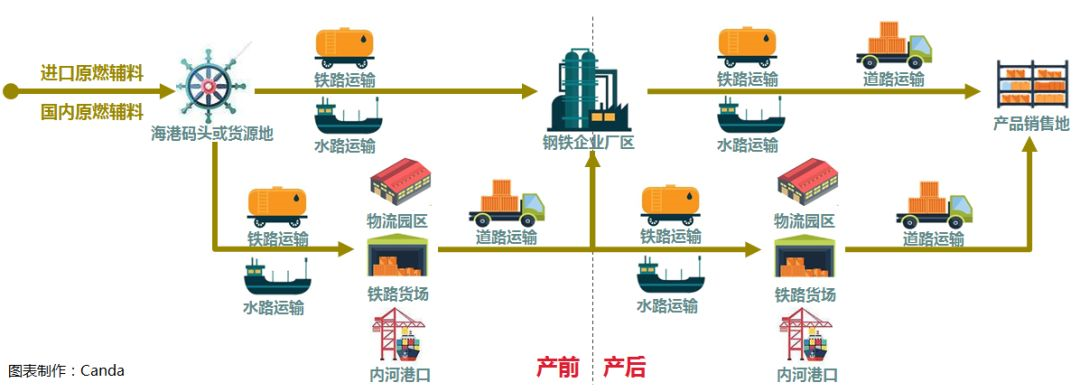 进口原燃辅料
国内原燃辅料
海港码头或货源地
铁路运输
水路运输
钢铁企业厂区
铁路运输
道路运输
水路运输
产品销售地
铁路运输
水路运输
物流园区
铁路货场
内河港口
道路运输
铁路运输
水路运输
物流园区
铁路货场
内河港口
道路运输
产前
产后
图表制作：Canda